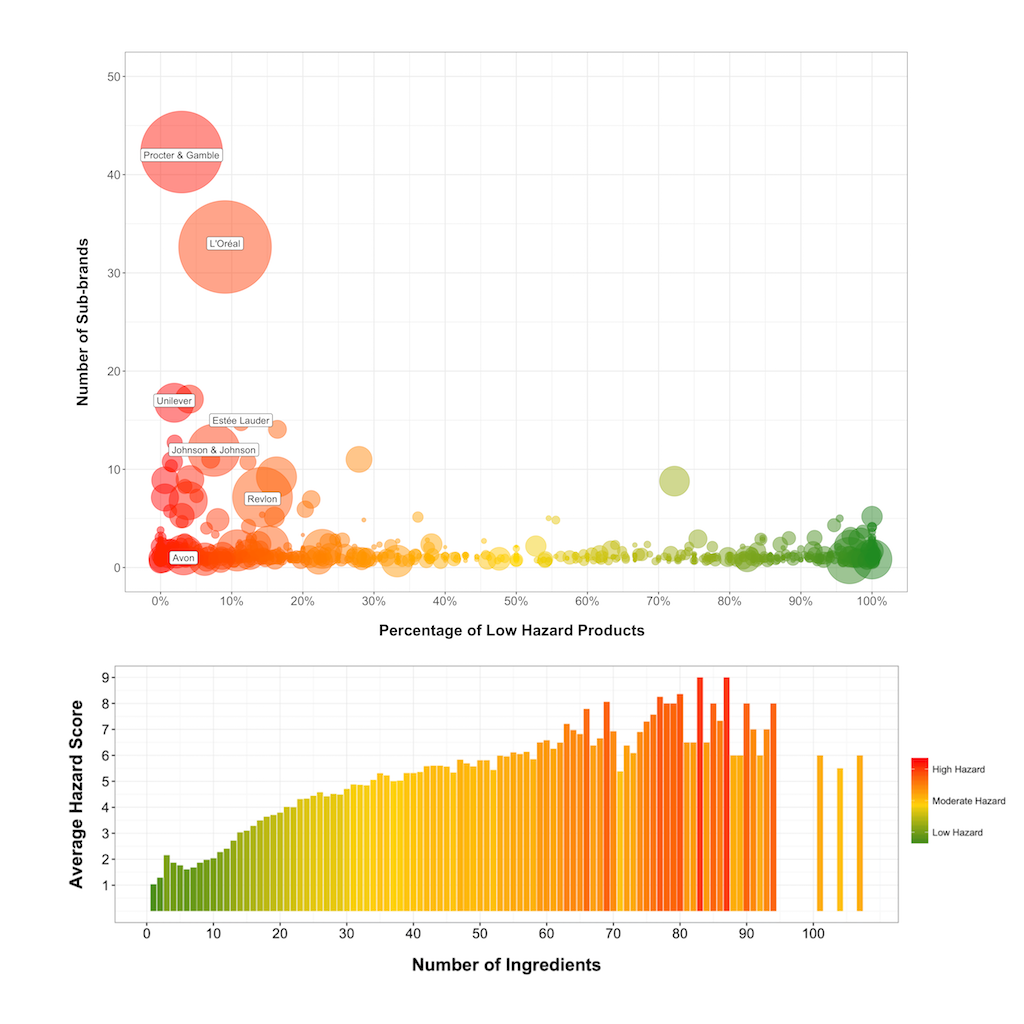 50
40
30
20
10
0
Number of Sub-brands
Procter & Gamble
L'Oréal
Unilever
Estée Lauder
Johnson & Johnson
Revlon
Avon
0% 10% 20% 30% 40% 50% 60% 70% 80% 90% 100%
Percentage of Low Hazard Products
9
8
7
6
5
4
3
2
1
Average Hazard Score
0 10 20 30 40 50 60 70 80 90 100
Number of Ingredients
High Hazard
Moderate Hazard
Low Hazard